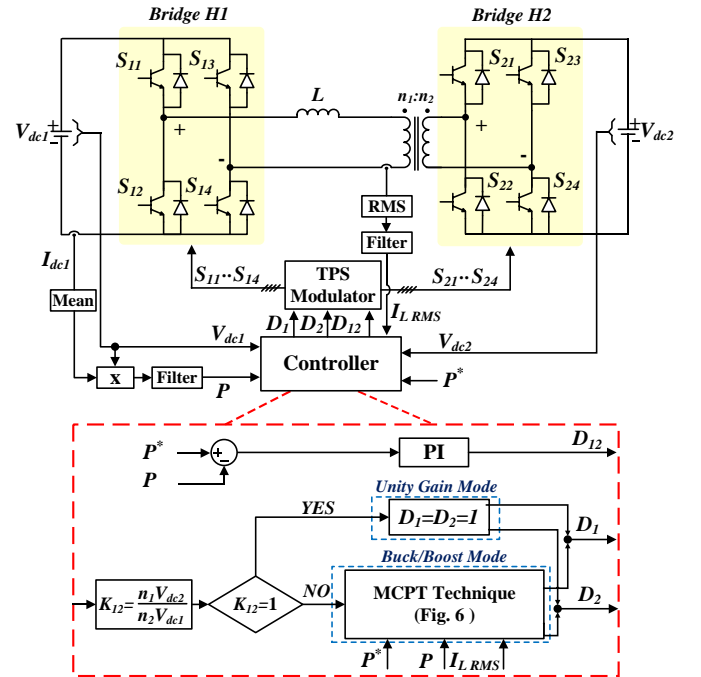 Bridge H1
Bridge H2
S11
S13
S21
S23
L
n1:n2
+
-
Vdc1
+
-
+
-
+
-
Vdc2
S12
S14
S22
S24
RMS
Filter
Idc1
Mean
S11··S14
TPS
Modulator
S21··S24
D1
D2
D12
IL RMS
Vdc1
Vdc2
Controller
x
Filter
P
P*
P*
+
-
PI
D12
P
Unity Gain Mode
YES
D1=D2=1
D1
Buck/Boost Mode
K12=n1Vdc2/n2Vdc1
K12=1
NO
MCPT Technique
(Fig. 6 )
D2
P*
P
IL RMS